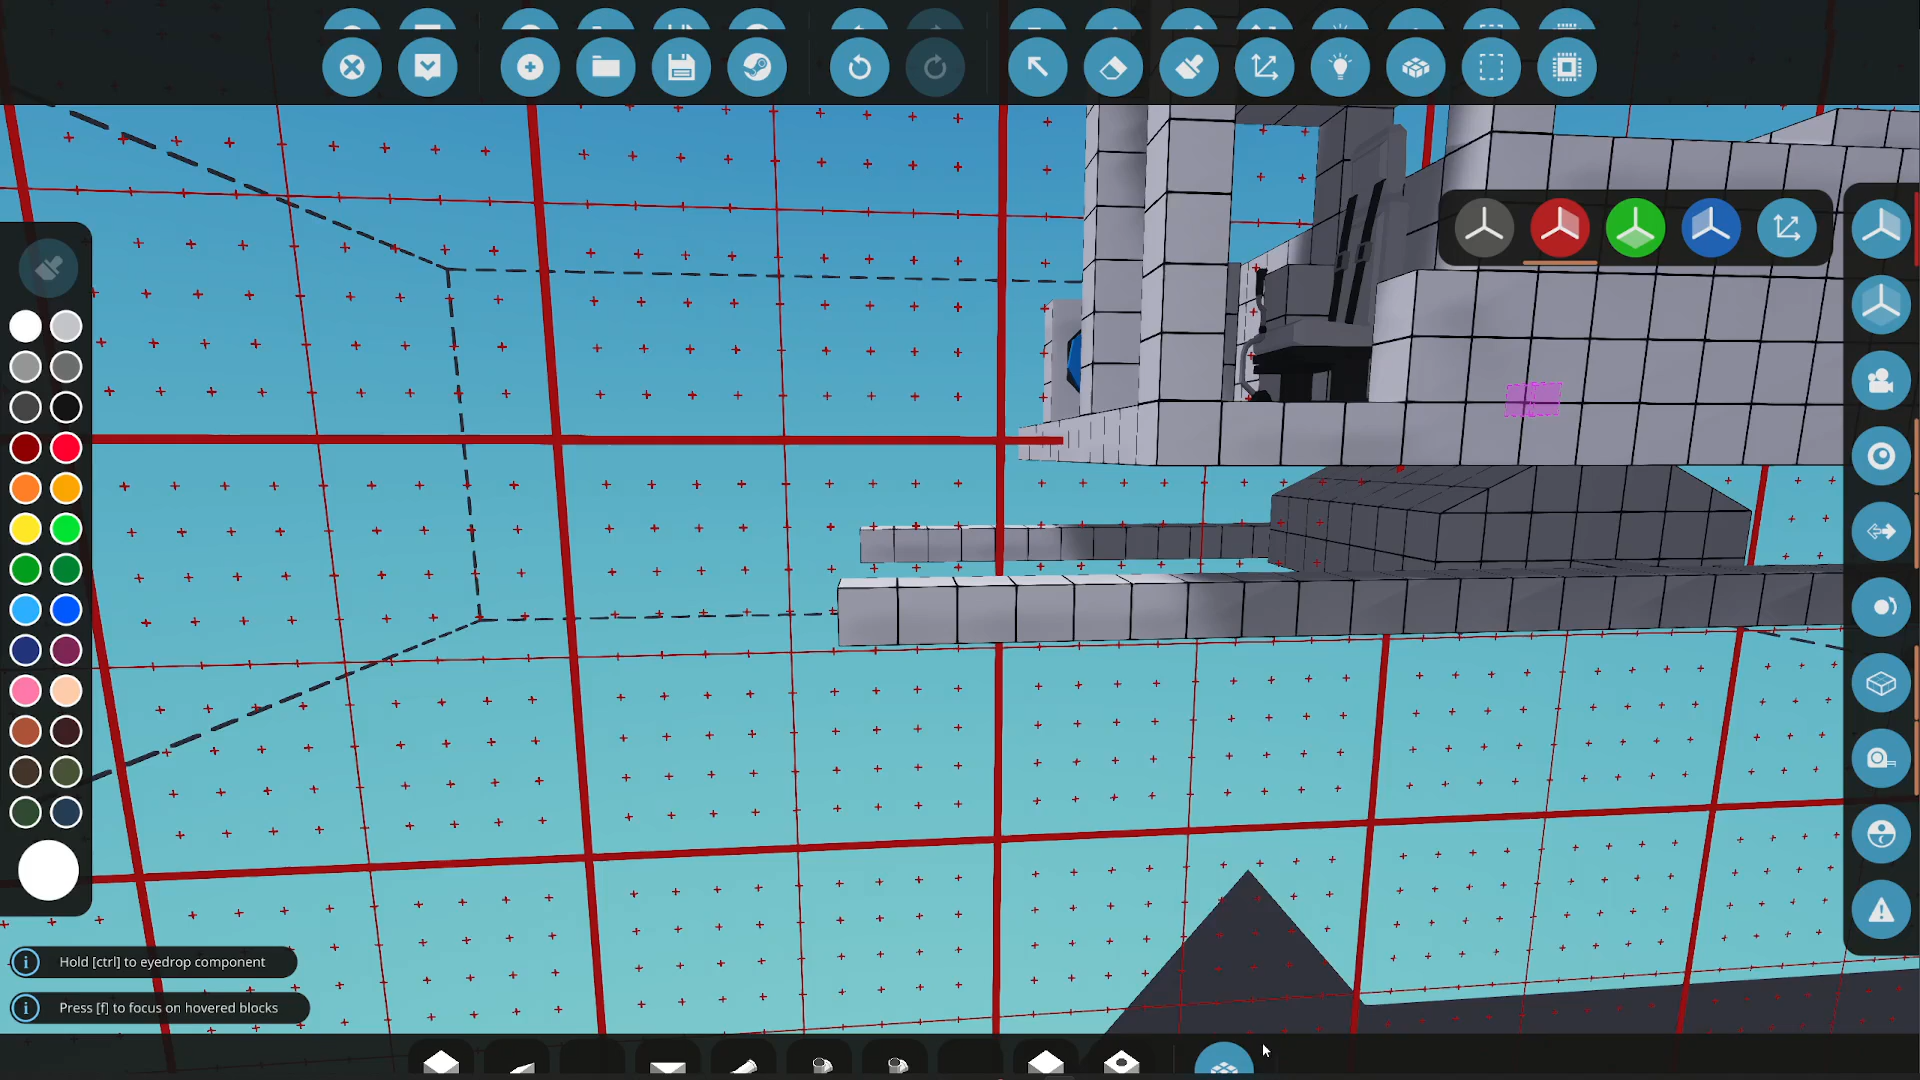 Hold [ctrl] to eyedrop component
Press [f] to focus on hovered blocks